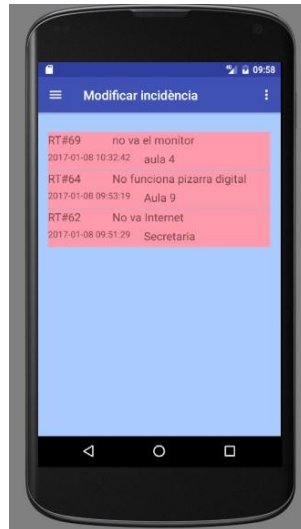 09:58
Modificar incidència
RT#69 no va el monitor
2017-01-08 10:32:42 aula 4
RT#64 No funciona pizarra digital
2017-01-08 09:53:19 Aula 9
RT#62 No va Internet
2017-01-08 09:51:29 Secretaria